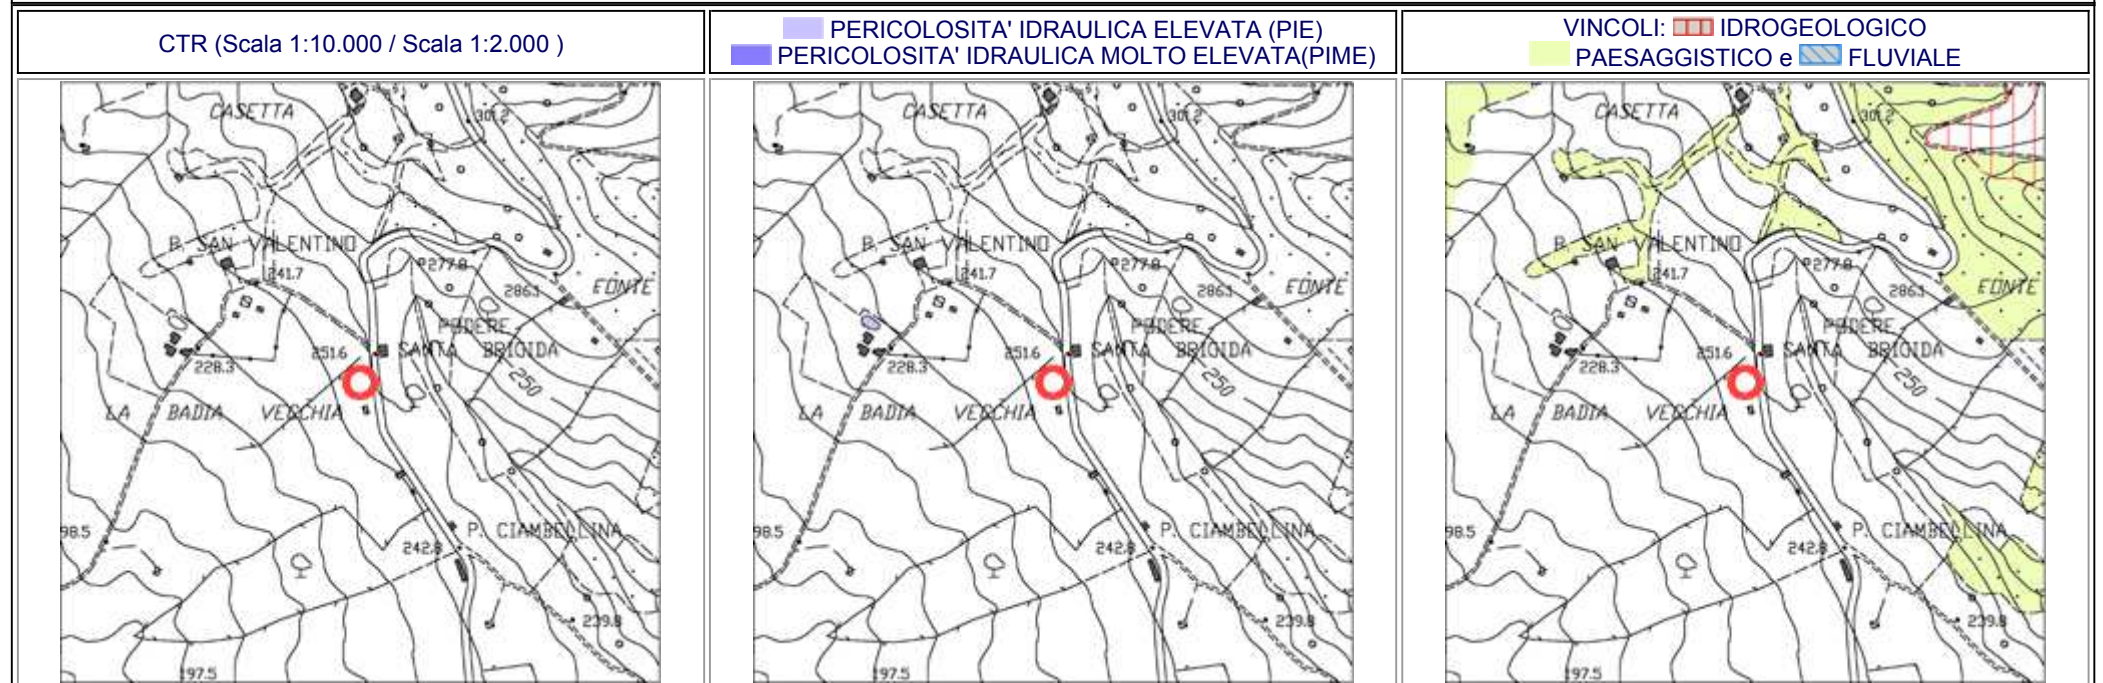 CTR (Scala 1:10.000 / Scala 1:2.000 )
PERICOLOSITA' IDRAULICA ELEVATA (PIE)
PERICOLOSITA' IDRAULICA MOLTO ELEVATA(PIME)
VINCOLI: IDROGEOLOGICO
PAESAGGISTICO e FLUVIALE
CASETTA
301.2
P. SAN VALENTINO
241.7
277.8
286.1
FONTE
PODERE
251.6 SANTA BRIGIDA
228.3
250
LA BADIA VECCHIA
98.5
P. CIAMBELLINA
242.8
239.8
197.5
CASETTA
301.2
P. SAN VALENTINO
241.7
277.8
286.1
FONTE
PODERE
251.6 SANTA BRIGIDA
228.3
250
LA BADIA VECCHIA
98.5
P. CIAMBELLINA
242.8
239.8
197.5
CASETTA
301.2
P. SAN VALENTINO
241.7
277.8
286.1
FONTE
PODERE
251.6 SANTA BRIGIDA
228.3
250
LA BADIA VECCHIA
98.5
P. CIAMBELLINA
242.8
239.8
197.5